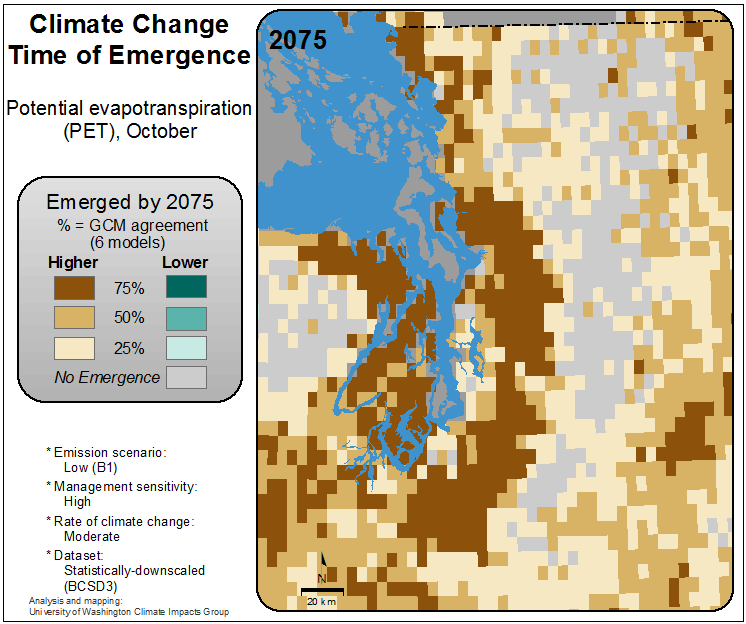 Climate Change
Time of Emergence
Potential evapotranspiration
(PET), October
Emerged by 2075
% = GCM agreement
(6 models)
Higher Lower
75%
50%
25%
No Emergence
* Emission scenario:
Low (B1)
* Management sensitivity:
High
* Rate of climate change:
Moderate
* Dataset:
Statistically-downscaled
(BCSD3)
Analysis and mapping:
University of Washington Climate Impacts Group
2075
N
20 km